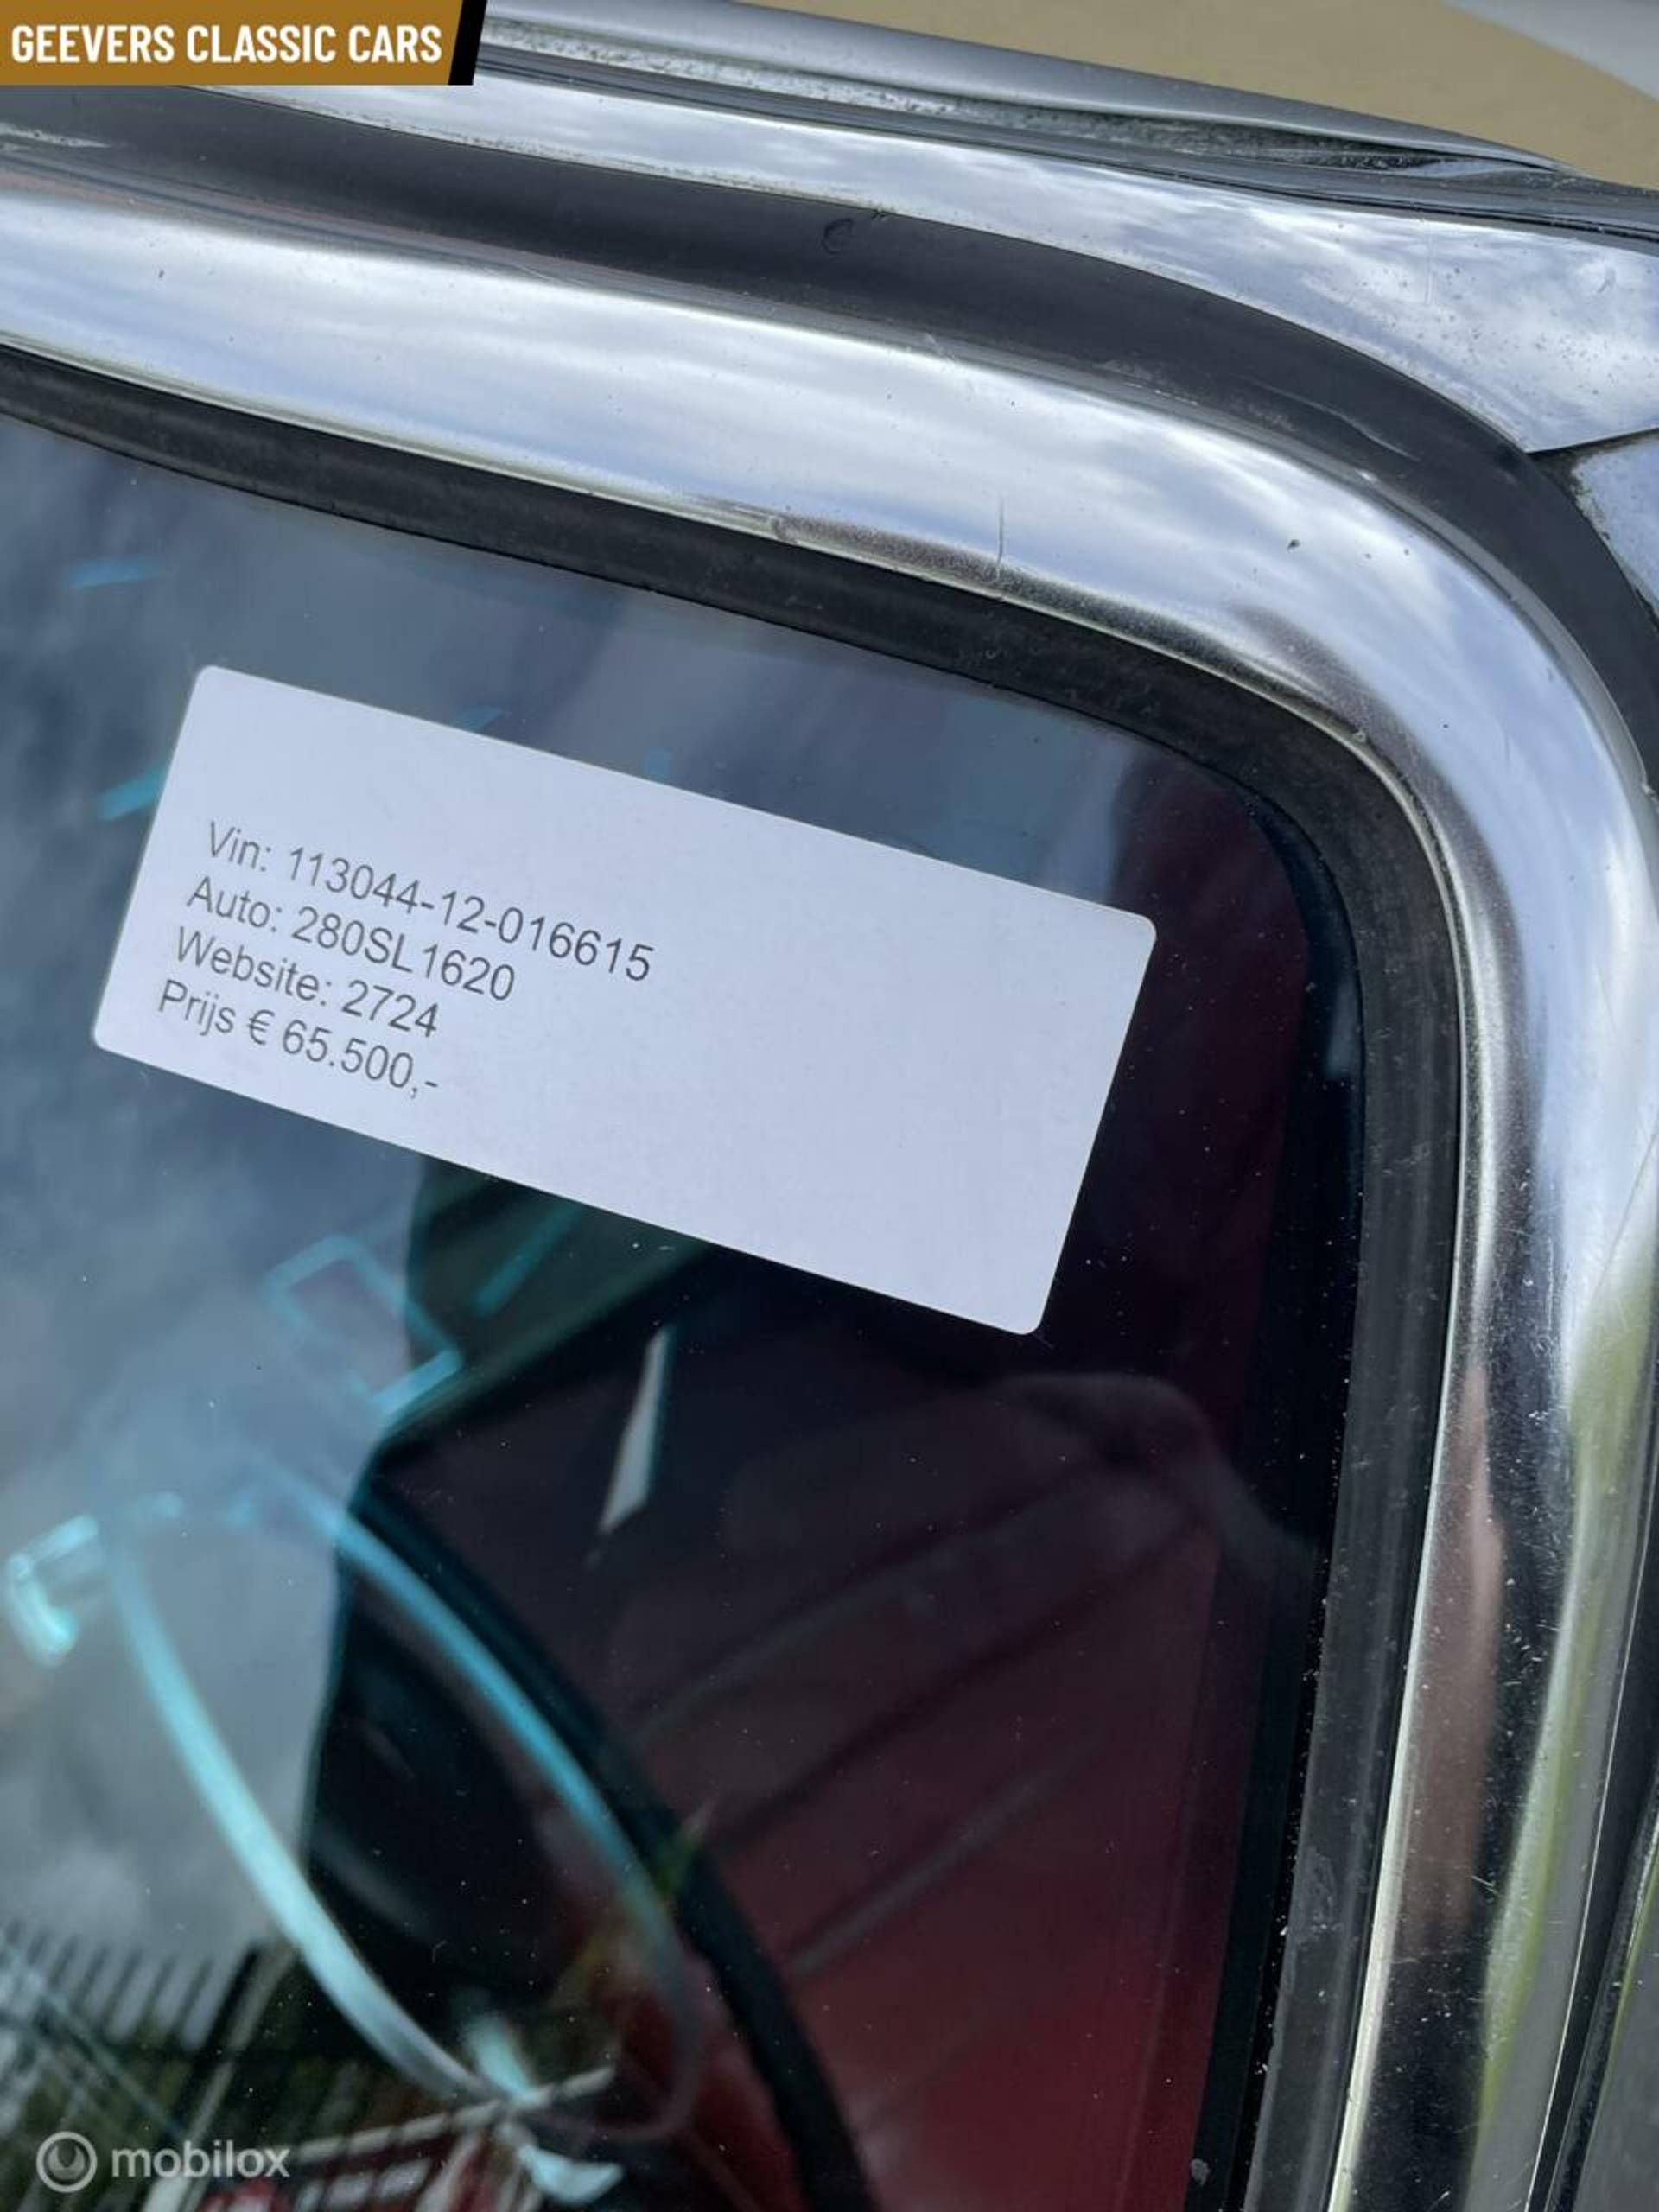 GEEVERS CLASSIC CARS
Vin: 113044-12-016615
Auto: 280SL1620
Website: 2724
Prijs € 65.500,-
mobilox